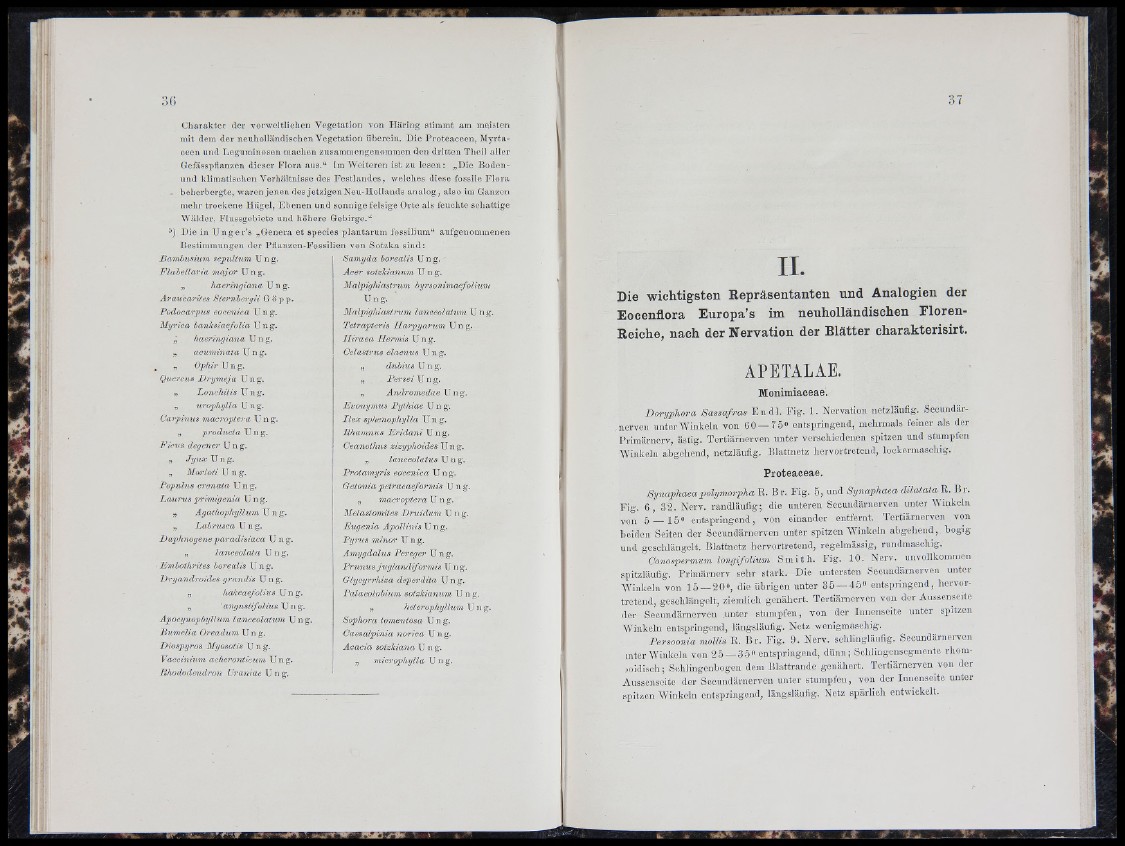 36
Charakter der vorweltlichen Vegetation von Häring stimmt am meisten
mit dem der neuholländischen Vegetation überein. Die Proteaceen, Myrta-
ceen und Leguminosen machen zusammengenommen den dritten Theil aller
Gefässpflanzen dieser Flora aus.“ Im Weiteren ist zu lesen: „Die Boden-
und klimatischen Verhältnisse des Festlandes, welches diese fossile Flora
beherbergte, waren jenen des jetzigen Neu-Hollands analog, also im Ganzen
mehr trockene Hügel, Ebenen und sonnige felsige Orte als feuchte schattige
Wälder, Flussgebiete und höhere Gebirge.“
⁵) Die in Unger's „Genera et species plantarum fossilium“ aufgenommenen
Bestimmungen der Pflanzen-Fossilien von Sotzka sind:
Bambusium sepultum Ung.
Flabellaria major Ung.
„ haeringiana Ung.
Araucarites Sternbergii Göpp.
Podocarpus eocenica Ung.
Myrica banksiaefolia Ung.
„ haeringiana Ung.
„ acuminata Ung.
„ Ophir Ung.
Quercus Drymeja Ung.
„ Lonchitis Ung.
„ urophylla Ung.
Carpinus macroptera Ung.
„ producta Ung.
Ficus degener Ung.
„ Jynx Ung.
„ Morloti Ung.
Populus crenata Ung.
Laurus primigenia Ung.
„ Agathophyllum Ung.
„ Labrusca Ung.
Daphnogene paradisiaca Ung.
„ lanceolata Ung.
Embothrites borealis Ung.
Dryandroides grandis Ung.
„ hakeaefolius Ung.
„ angustifolius Ung.
Apocynophyllum lanceolatum Ung.
Bumelia Oreadum Ung.
Diospyros Myosotis Ung.
Vaccinium acheronticum Ung.
Rhododendron Uraniae Ung.
Samyda borealis Ung.
Acer sotzkianum Ung.
Malpighiastrum byrsonimaefolium
Ung.
Malpighiastrum lanceolatum Ung.
Tetrapteris Harpyarum Ung.
Hiraea Hermis Ung.
Celastrus elaenus Ung.
„ dubius Ung.
„ Persei Ung.
„ Andromedae Ung.
Evonymus Pythiae Ung.
Ilex sphenophylla Ung.
Rhamnus Eridani Ung.
Ceanothus zizyphoides Ung.
„ lanceolatus Ung.
Protamyris eocenica Ung.
Getonia petraeaeformis Ung.
„ macroptera Ung.
Melastomites Druidum Ung.
Eugenia Apollinis Ung.
Pyrus minor Ung.
Amygdalus Pereger Ung.
Prunus juglandiformis Ung.
Glycyrrhiza deperdita Ung.
Palaeolobium sotzkianum Ung.
„ heterophyllum Ung.
Sophora tomentosa Ung.
Caesalpinia norica Ung.
Acacia sotzkiana Ung.
„ microphylla Ung.
37
II.
Die wichtigsten Repräsentanten und Analogien der
Eocenflora Europa's im neuholländischen Floren-
Reiche, nach der Nervation der Blätter charakterisirt.
APETALAE.
Monimiaceae.
Doryphora Sassafras Endl. Fig. 1. Nervation netzläufig. Secundär-
nerven unter Winkeln von 60—75° entspringend, mehrmals feiner als der
Primärnerv, ästig. Tertiärnerven unter verschiedenen spitzen und stumpfen
Winkeln abgehend, netzläufig. Blattnetz hervortretend, lockermaschig.
Proteaceae.
Synaphaea polymorpha R. Br. Fig. 5, und Synaphaea dilatata R. Br.
Fig. 6, 32. Nerv. randläufig; die unteren Secundärnerven unter Winkeln
von 5—15° entspringend, von einander entfernt. Tertiärnerven von
beiden Seiten der Secundärnerven unter spitzen Winkeln abgehend, bogig
und geschlängelt. Blattnetz hervortretend, regelmässig, randmaschig.
Conospermum longifolium Smith. Fig. 10. Nerv. unvollkommen
spitzläufig. Primärnerv sehr stark. Die untersten Secundärnerven unter
Winkeln von 15—20°, die übrigen unter 35—45° entspringend, hervor-
tretend, geschlängelt, ziemlich genähert. Tertiärnerven von der Aussenseite
der Secundärnerven unter stumpfen, von der Innenseite unter spitzen
Winkeln entspringend, längsläufig. Netz wenigmaschig.
Persoonia mollis R. Br. Fig. 9. Nerv. schlingläufig. Secundärnerven
unter Winkeln von 25—35° entspringend, dünn; Schlingensegmente rhom-
boidisch; Schlingenbogen dem Blattrande genähert. Tertiärnerven von der
Aussenseite der Secundärnerven unter stumpfen, von der Innenseite unter
spitzen Winkeln entspringend, längsläufig. Netz spärlich entwickelt.